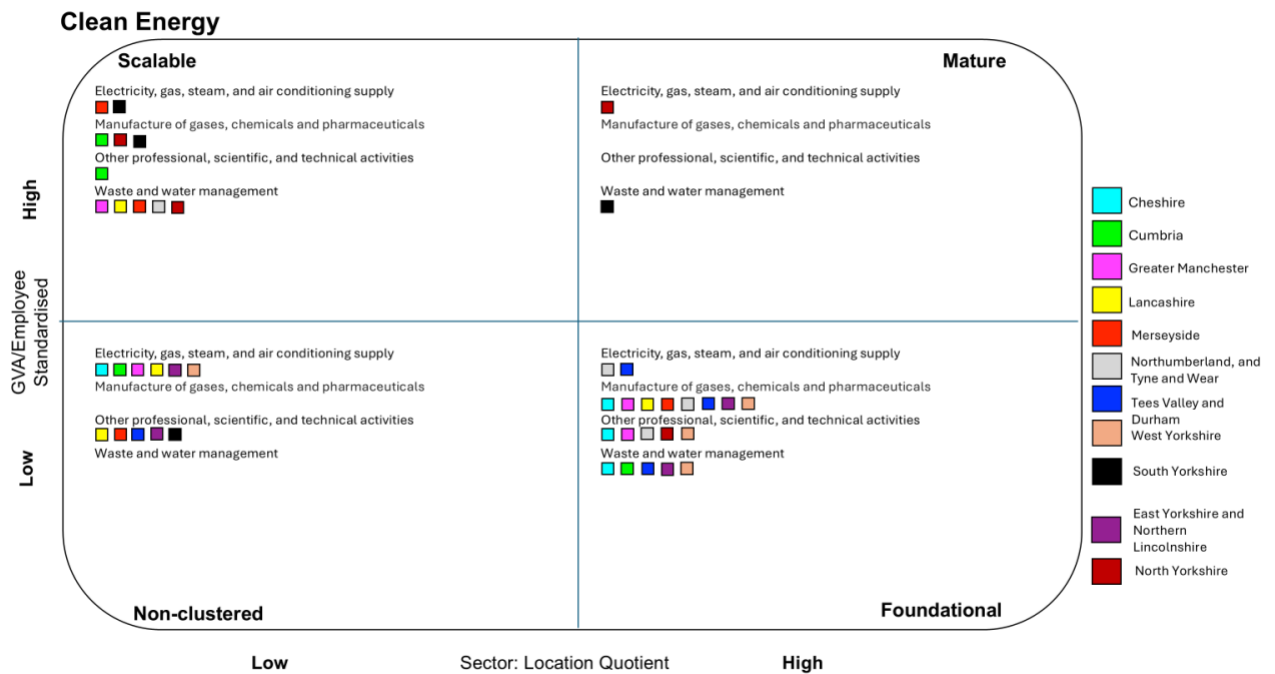 Clean Energy
Scalable
Mature
Electricity, gas, steam, and air conditioning supply
Manufacture of gases, chemicals and pharmaceuticals
Other professional, scientific, and technical activities
Waste and water management
Electricity, gas, steam, and air conditioning supply
Manufacture of gases, chemicals and pharmaceuticals
Other professional, scientific, and technical activities
Waste and water management
High
GVA/Employee
Standardised
Low
Electricity, gas, steam, and air conditioning supply
Manufacture of gases, chemicals and pharmaceuticals
Other professional, scientific, and technical activities
Waste and water management
Electricity, gas, steam, and air conditioning supply
Manufacture of gases, chemicals and pharmaceuticals
Other professional, scientific, and technical activities
Waste and water management
Non-clustered
Foundational
Low
Sector: Location Quotient
High
Cheshire
Cumbria
Greater Manchester
Lancashire
Merseyside
Northumberland, and
Tyne and Wear
Tees Valley and
Durham
West Yorkshire
South Yorkshire
East Yorkshire and
Northern
Lincolnshire
North Yorkshire